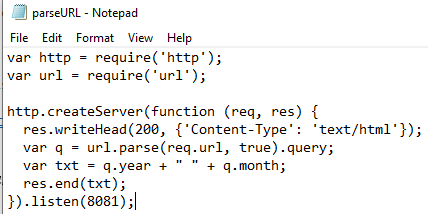 parseURL - Notepad
File Edit Format View Help
var http = require('http');
var url = require('url');

http.createServer(function (req, res) {
  res.writeHead(200, {'Content-Type': 'text/html'});
  var q = url.parse(req.url, true).query;
  var txt = q.year + " " + q.month;
  res.end(txt);
}).listen(8081);